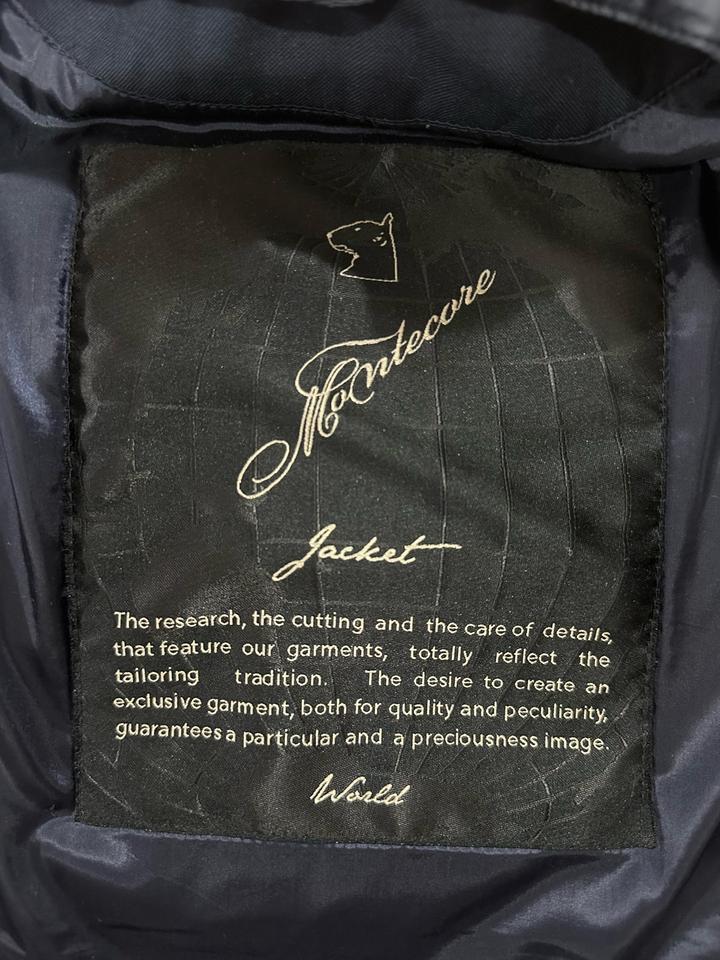 Montecore
Jacket
The research, the cutting and the care of details,
that feature our garments, totally reflect the
tailoring tradition. The desire to create an
exclusive garment, both for quality and peculiarity,
guarantees a particular and a preciousness image.
World